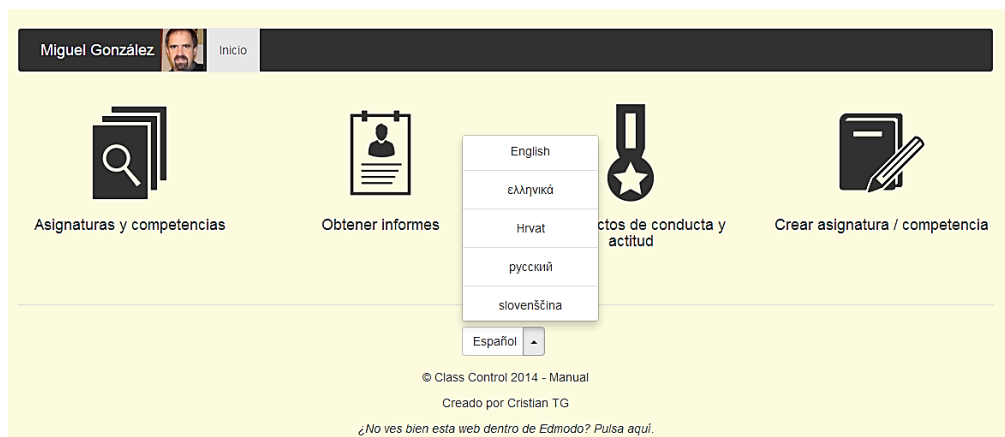 Miguel González
Inicio
Asignaturas y competencias
Obtener informes
ctos de conducta y
actitud
Crear asignatura / competencia
English
ελληνικά
Hrvat
русский
slovenščina
Español
© Class Control 2014 - Manual
Creado por Cristian TG
¿No ves bien esta web dentro de Edmodo? Pulsa aquí.